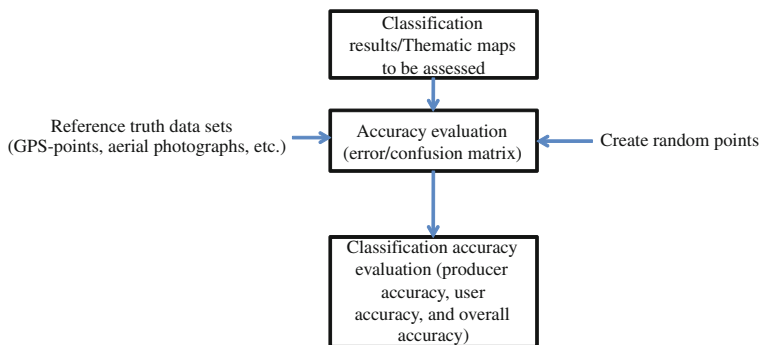 Classification
results/Thematic maps
to be assessed
Reference truth data sets
(GPS-points, aerial photographs, etc.)
Accuracy evaluation
(error/confusion matrix)
Create random points
Classification accuracy
evaluation (producer
accuracy, user
accuracy, and overall
accuracy)